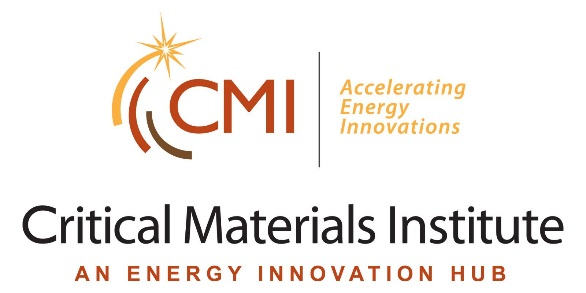 CMI
Accelerating
Energy
Innovations
Critical Materials Institute
AN ENERGY INNOVATION HUB